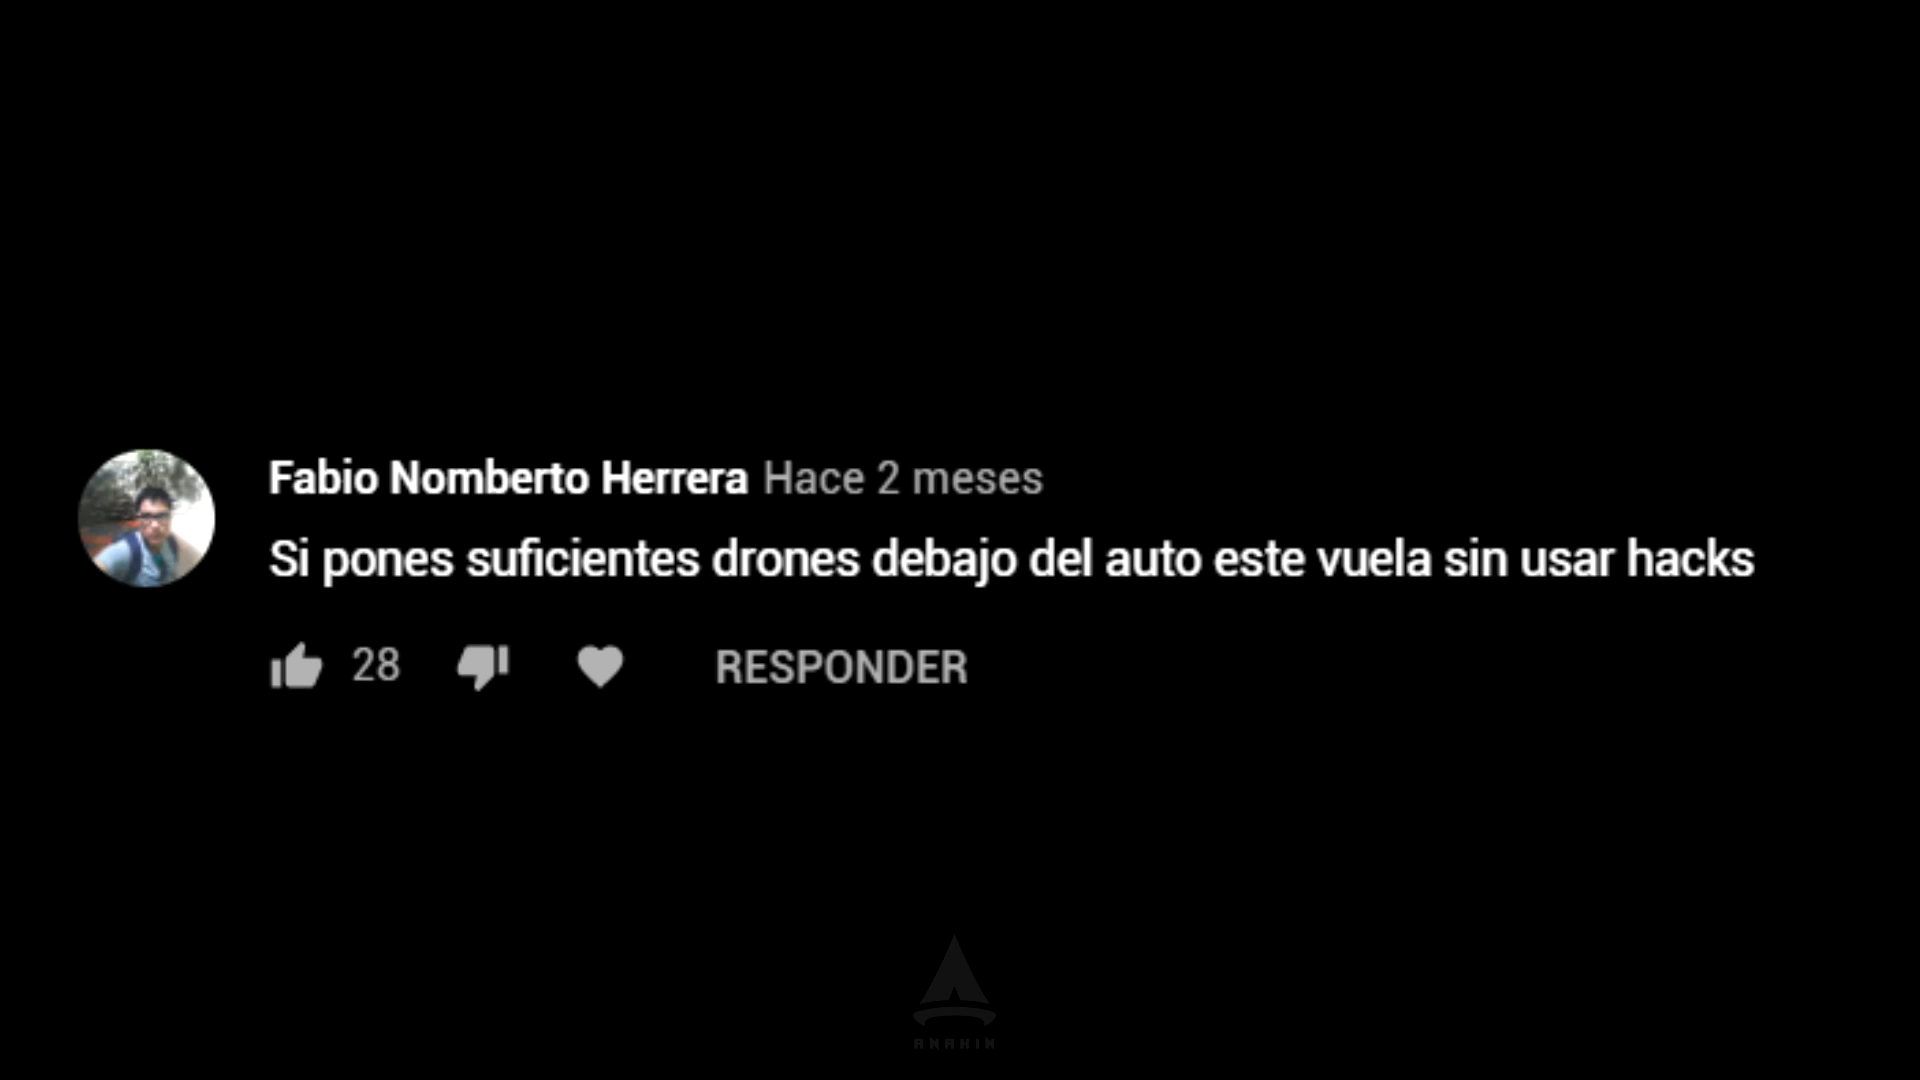 Fabio Nomberto Herrera Hace 2 meses
Si pones suficientes drones debajo del auto este vuela sin usar hacks
28 RESPONDER
ANAKIN